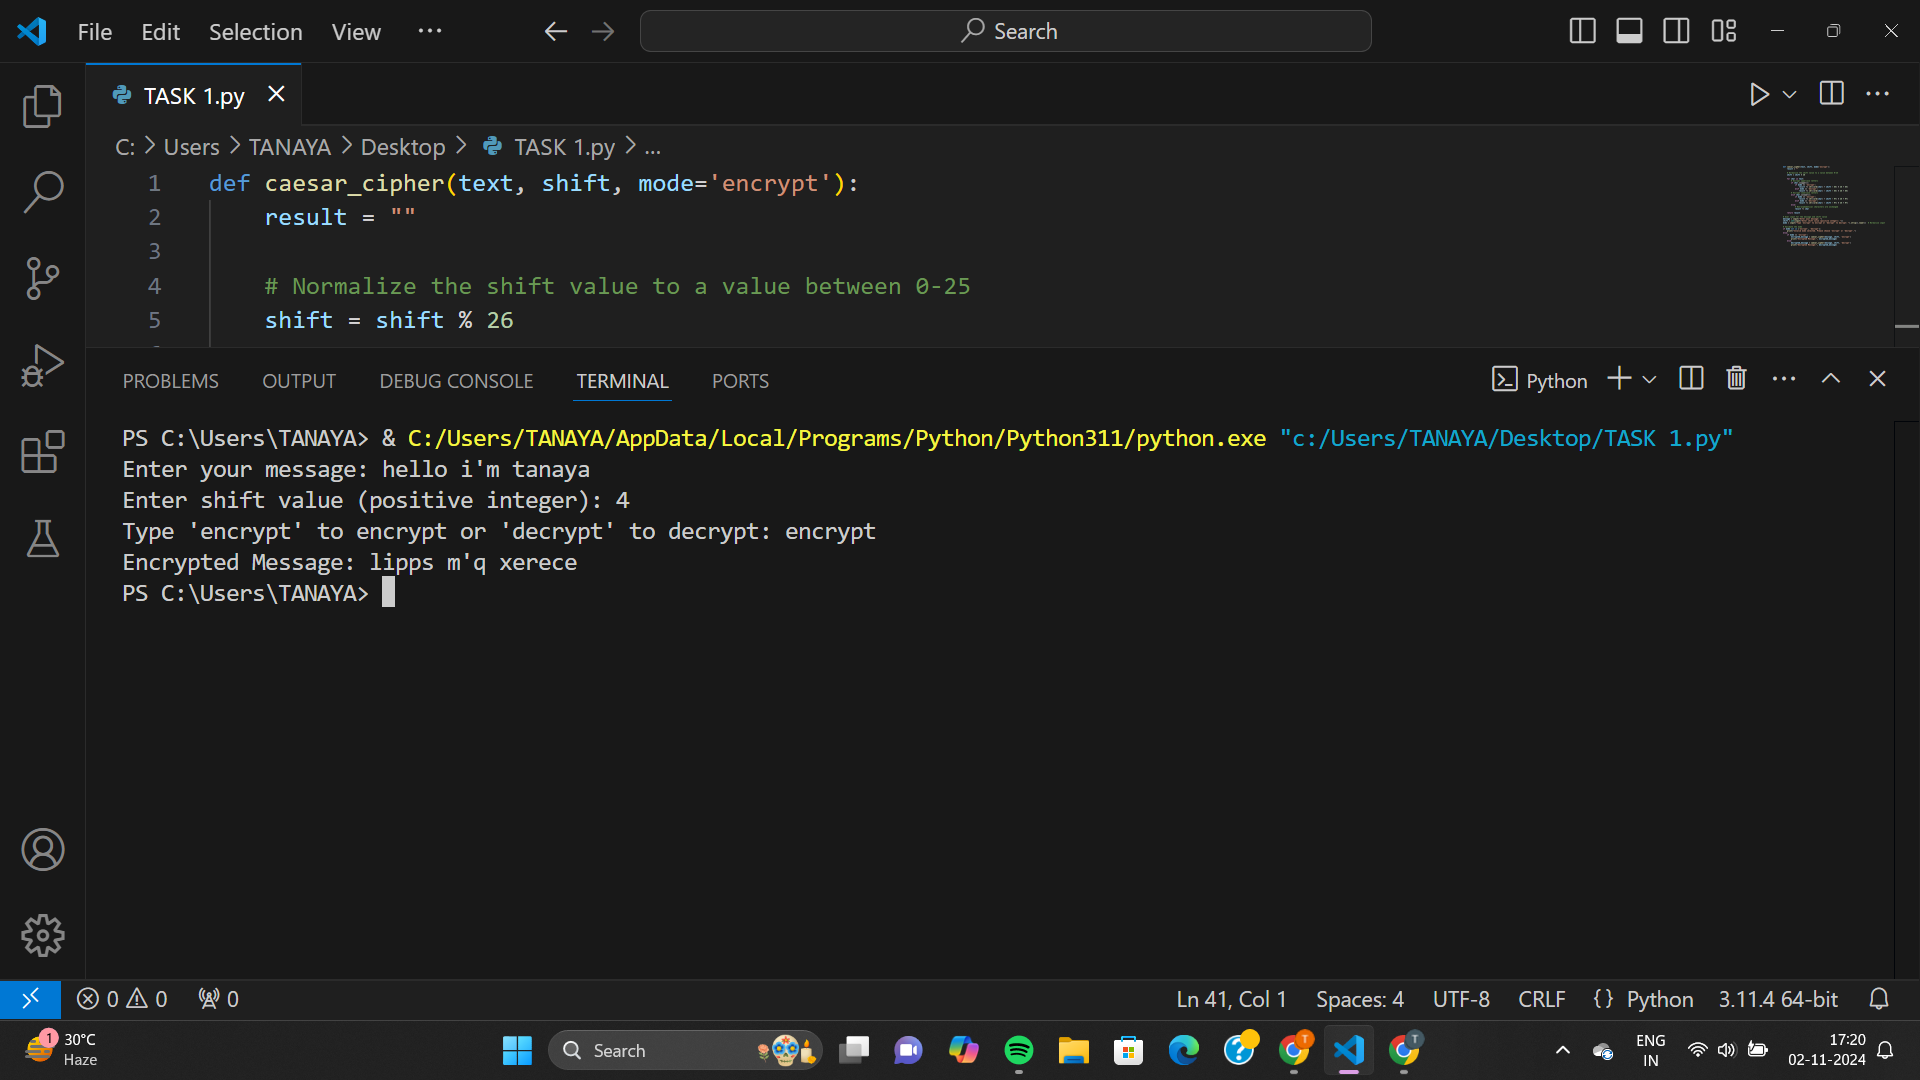 File Edit Selection View ... Search
TASK 1.py
C: > Users > TANAYA > Desktop > TASK 1.py > ...
1 def caesar_cipher(text, shift, mode='encrypt'):
2 result = ""
3
4 # Normalize the shift value to a value between 0-25
5 shift = shift % 26
PROBLEMS OUTPUT DEBUG CONSOLE TERMINAL PORTS Python
PS C:\Users\TANAYA> & C:/Users/TANAYA/AppData/Local/Programs/Python/Python311/python.exe "c:/Users/TANAYA/Desktop/TASK 1.py"
Enter your message: hello i'm tanaya
Enter shift value (positive integer): 4
Type 'encrypt' to encrypt or 'decrypt' to decrypt: encrypt
Encrypted Message: lipps m'q xerece
PS C:\Users\TANAYA>
0 0 0 Ln 41, Col 1 Spaces: 4 UTF-8 CRLF {} Python 3.11.4 64-bit
1 30°C
Haze
Search
T T
ENG
IN
17:20
02-11-2024